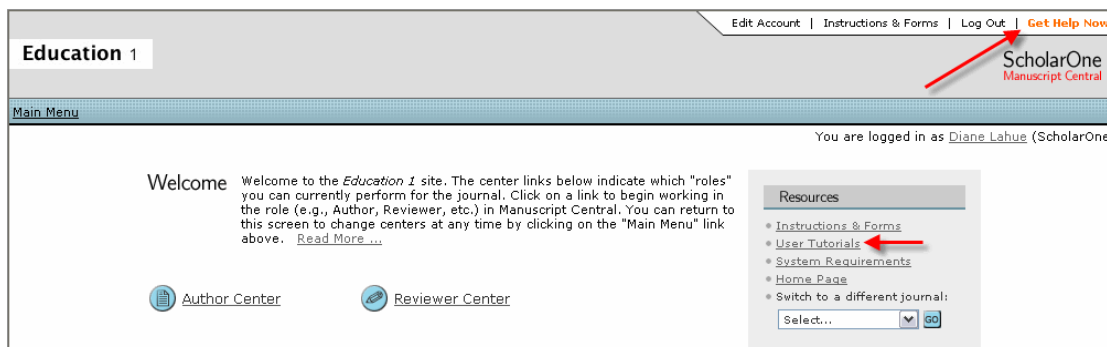 Edit Account | Instructions & Forms | Log Out | Get Help Now
Education 1
ScholarOne
Manuscript Central
Main Menu
You are logged in as Diane Lahue (ScholarOne
Welcome
Welcome to the Education 1 site. The center links below indicate which "roles"
you can currently perform for the journal. Click on a link to begin working in
the role (e.g., Author, Reviewer, etc.) in Manuscript Central. You can return to
this screen to change centers at any time by clicking on the "Main Menu" link
above. Read More ...
Author Center
Reviewer Center
Resources
Instructions & Forms
User Tutorials
System Requirements
Home Page
Switch to a different journal:
Select...
GO